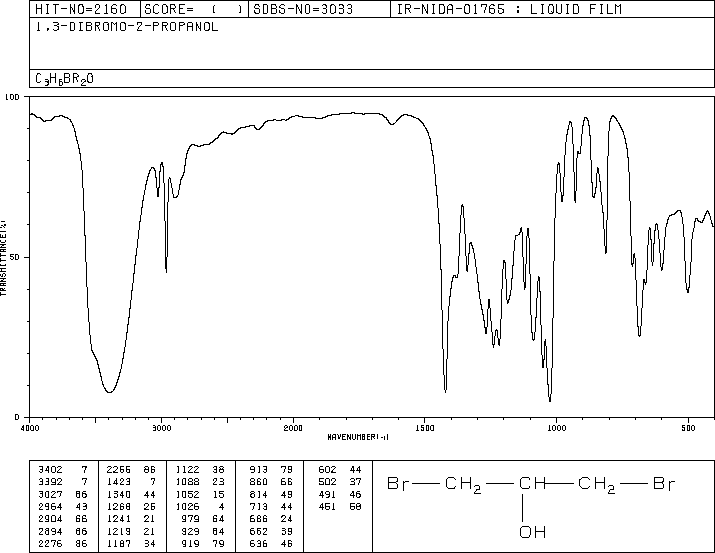 HIT-NO=2160 SCORE= ( ) SDBS-NO=3033 IR-NIDA-01765 : LIQUID FILM
1,3-DIBROMO-2-PROPANOL
C₃H₆BR₂O
100
50
0
TRANSMITTANCE(%)
4000 3000 2000 1500 1000 500
WAVENUMBER(-1)
3402 7 2266 86 1122 38 913 79 602 44
3392 7 1423 7 1088 23 860 66 502 37
3027 66 1340 44 1052 15 814 49 491 46
2964 43 1268 26 1026 4 713 44 451 58
2904 66 1241 21 979 64 686 24
2894 66 1219 21 929 64 662 39
2276 86 1187 34 919 79 636 46
Br CH₂ CH CH₂ Br
OH